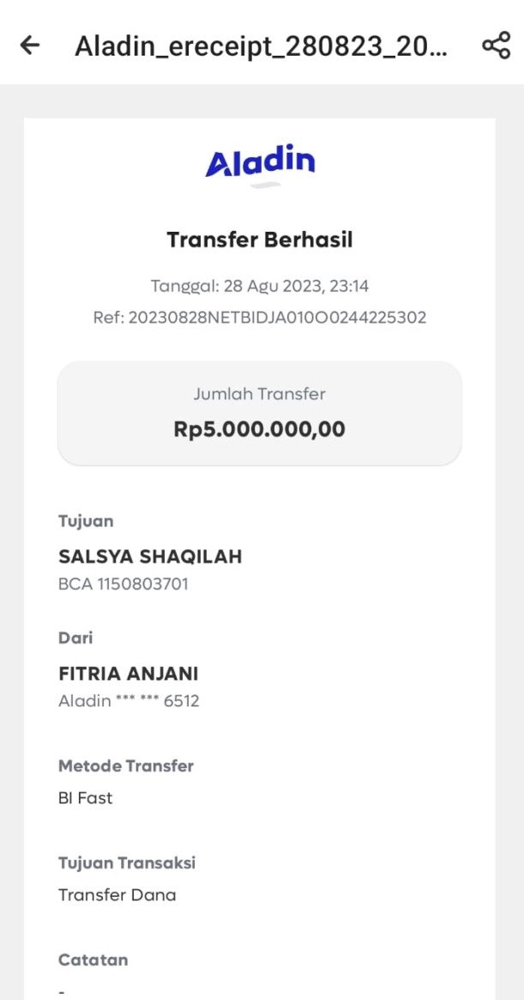 Aladin_ereceipt_280823_20...
Aladin
Transfer Berhasil
Tanggal: 28 Agu 2023, 23:14
Ref: 20230828NETBIDJA010O0244225302
Jumlah Transfer
Rp5.000.000,00
Tujuan
SALSYA SHAQILAH
BCA 1150803701
Dari
FITRIA ANJANI
Aladin *** *** 6512
Metode Transfer
BI Fast
Tujuan Transaksi
Transfer Dana
Catatan
-